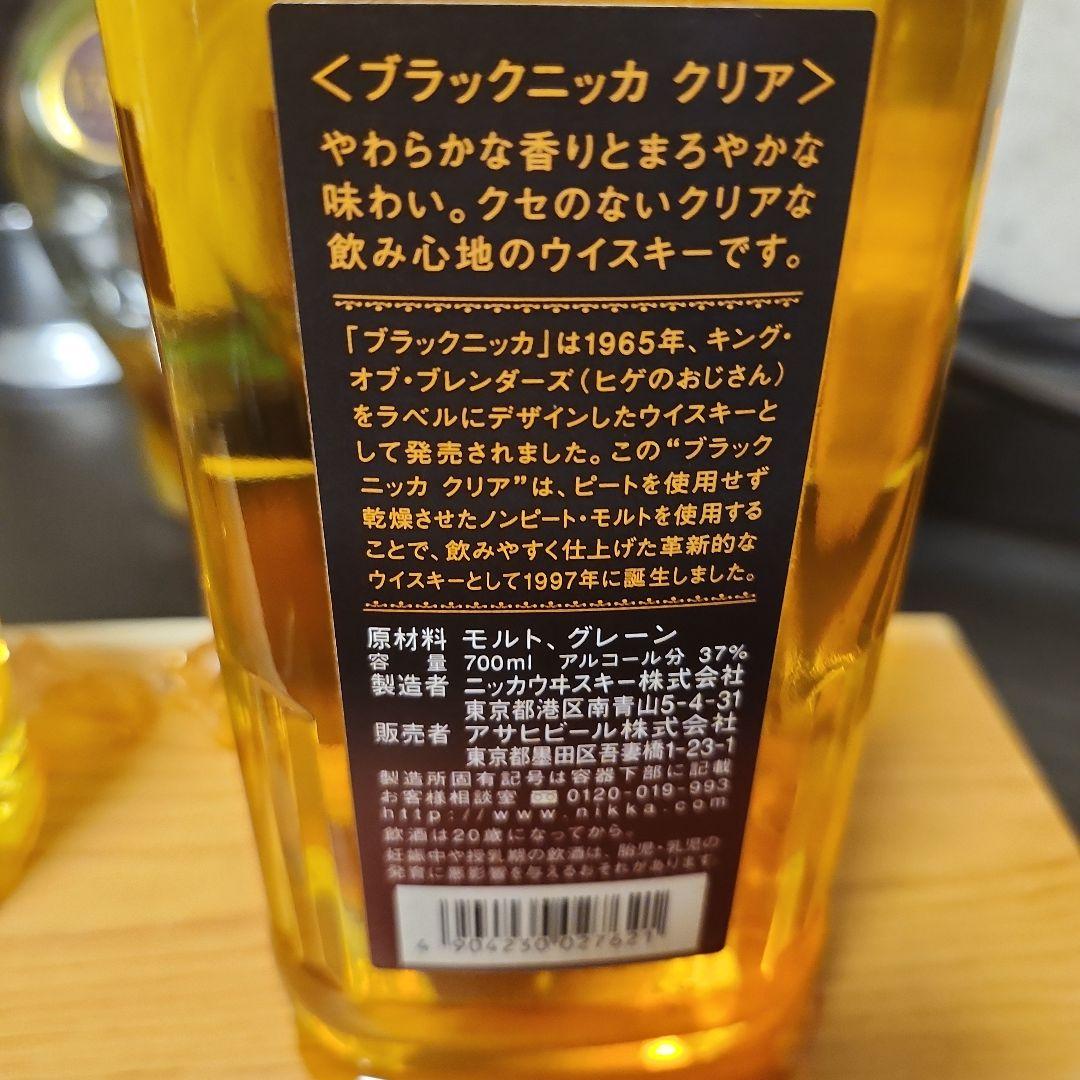 ＜ブラックニッカ クリア＞
やわらかな香りとまろやかな
味わい。クセのないクリアな
飲み心地のウイスキーです。
「ブラックニッカ」は1965年、キング・
オブ・ブレンダーズ（ヒゲのおじさん）
をラベルにデザインしたウイスキーと
して発売されました。この“ブラック
ニッカ クリア”は、ピートを使用せず
乾燥させたノンピート・モルトを使用する
ことで、飲みやすく仕上げた革新的な
ウイスキーとして1997年に誕生しました。
原材料 モルト、グレーン
容量 700ml アルコール分 37%
製造者 ニッカウヰスキー株式会社
東京都港区南青山5-4-31
販売者 アサヒビール株式会社
東京都墨田区吾妻橋1-23-1
製造所固有記号は容器下部に記載
お客様相談室 0120-019-993
http://www.nikka.com
飲酒は20歳になってから。
妊娠中や授乳期の飲酒は、胎児・乳児の
発育に悪影響を与えるおそれがあります。
4 904230 027621